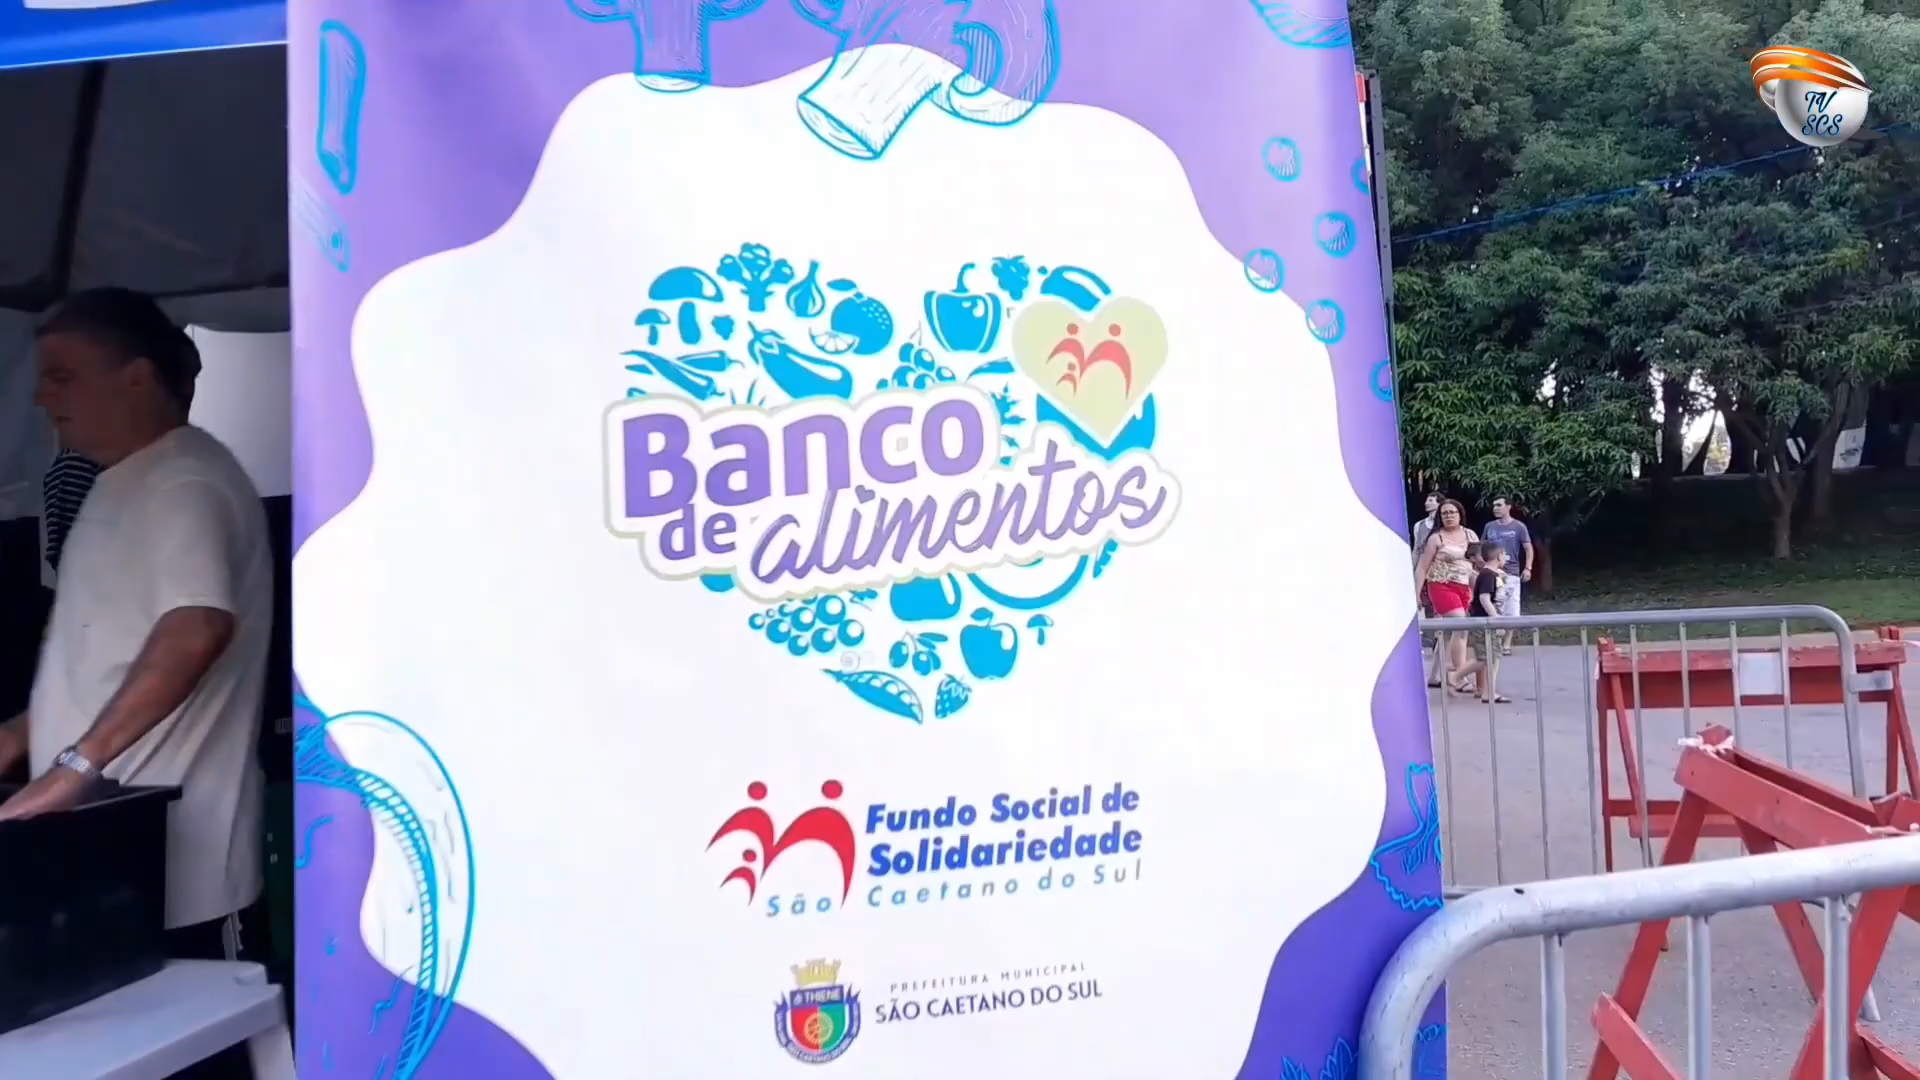 TV
SCS
Banco
de alimentos
Fundo Social de
Solidariedade
São Caetano do Sul
PREFEITURA MUNICIPAL
SÃO CAETANO DO SUL
THIENE